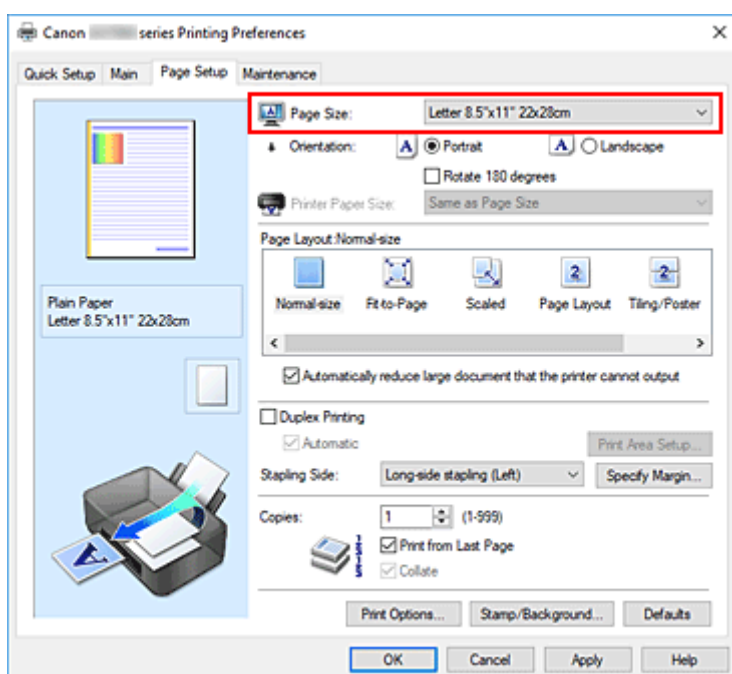 Canon series Printing Preferences
Quick Setup Main Page Setup Maintenance
Page Size: Letter 8.5"x11" 22x28cm
Orientation: A Portrait A Landscape
Rotate 180 degrees
Printer Paper Size: Same as Page Size
Page Layout:Normal-size
2 2
Normal-size Fit-to-Page Scaled Page Layout Tiling/Poster
Plain Paper
Letter 8.5"x11" 22x28cm
Automatically reduce large document that the printer cannot output
Duplex Printing
Automatic Print Area Setup...
Stapling Side: Long-side stapling (Left) Specify Margin...
Copies: 1 (1-999)
Print from Last Page
Collate
A
Print Options... Stamp/Background... Defaults
OK Cancel Apply Help